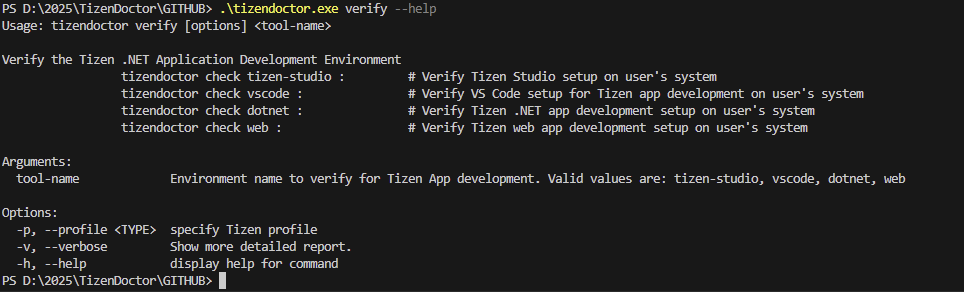 PS D:\2025\TizenDoctor\GITHUB> .\tizendoctor.exe verify --help
Usage: tizendoctor verify [options] <tool-name>
Verify the Tizen .NET Application Development Environment
tizendoctor check tizen-studio : # Verify Tizen Studio setup on user's system
tizendoctor check vscode : # Verify VS Code setup for Tizen app development on user's system
tizendoctor check dotnet : # Verify Tizen .NET app development setup on user's system
tizendoctor check web : # Verify Tizen web app development setup on user's system
Arguments:
tool-name Environment name to verify for Tizen App development. Valid values are: tizen-studio, vscode, dotnet, web
Options:
-p, --profile <TYPE> specify Tizen profile
-v, --verbose Show more detailed report.
-h, --help display help for command
PS D:\2025\TizenDoctor\GITHUB>